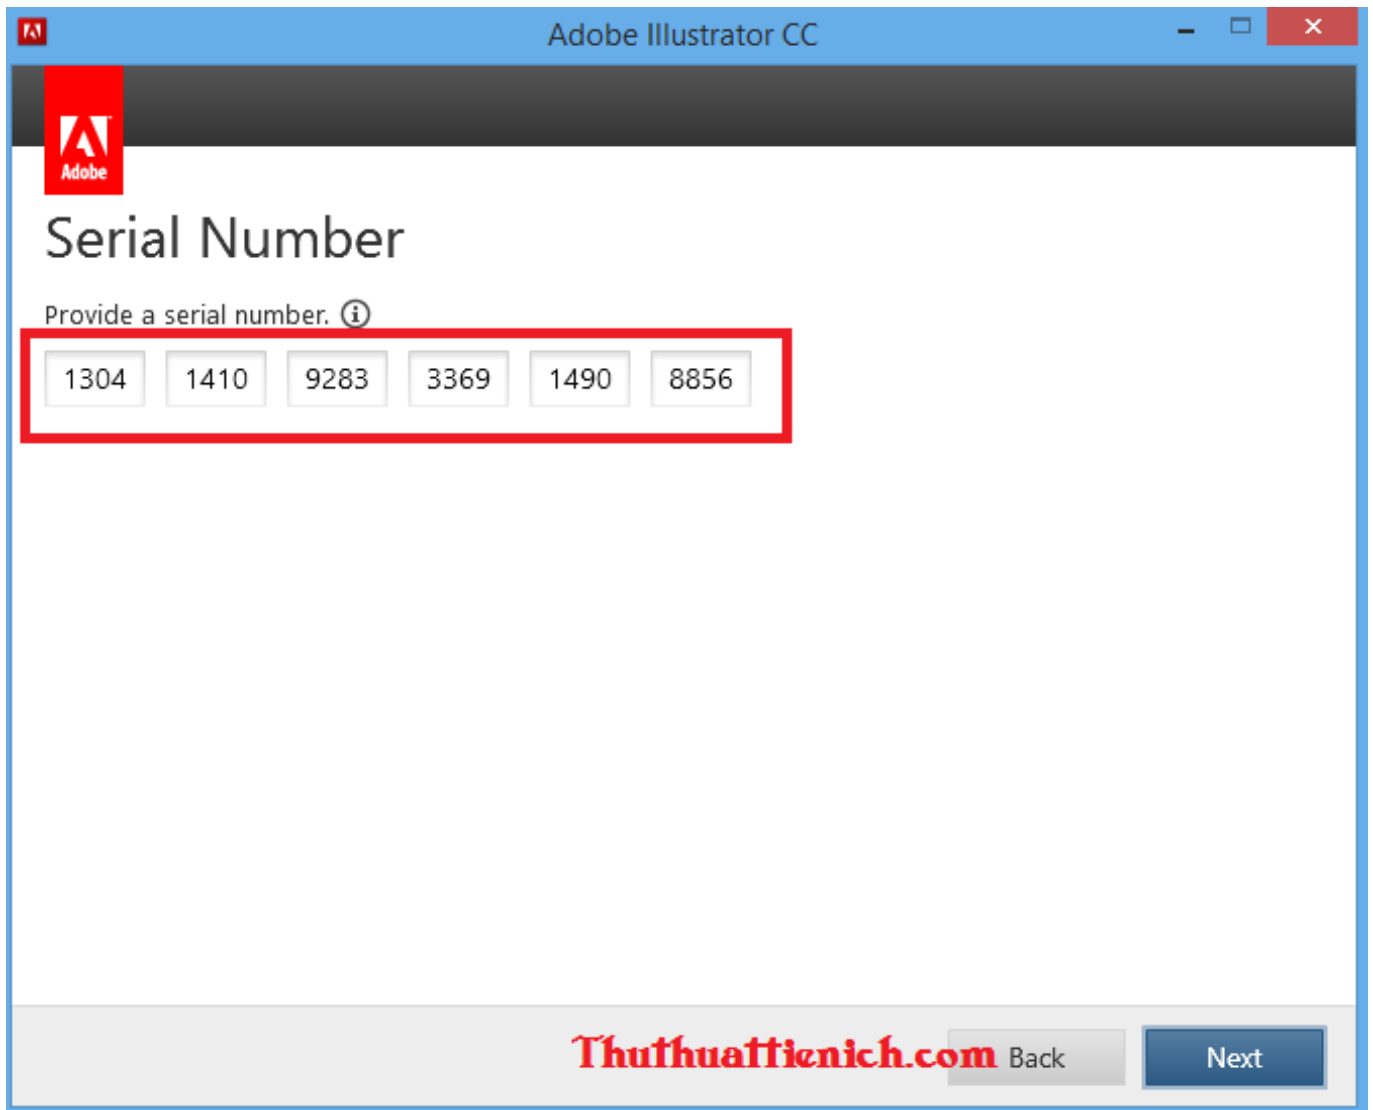 Adobe Illustrator CC
Adobe
Serial Number
Provide a serial number.
1304 1410 9283 3369 1490 8856
Thuthuattienich.com Back Next